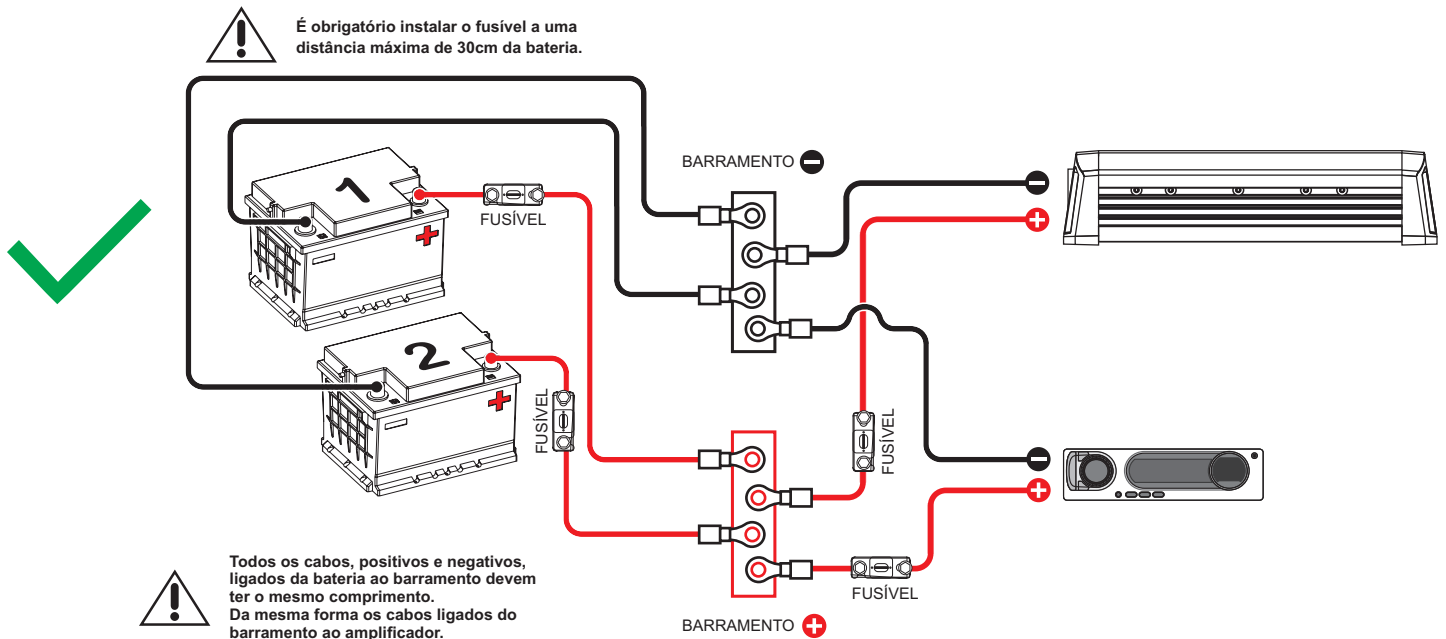 É obrigatório instalar o fusível a uma
distância máxima de 30cm da bateria.
BARRAMENTO
1
FUSÍVEL
2
FUSÍVEL
FUSÍVEL
FUSÍVEL
Todos os cabos, positivos e negativos,
ligados da bateria ao barramento devem
ter o mesmo comprimento.
Da mesma forma os cabos ligados do
barramento ao amplificador.
BARRAMENTO